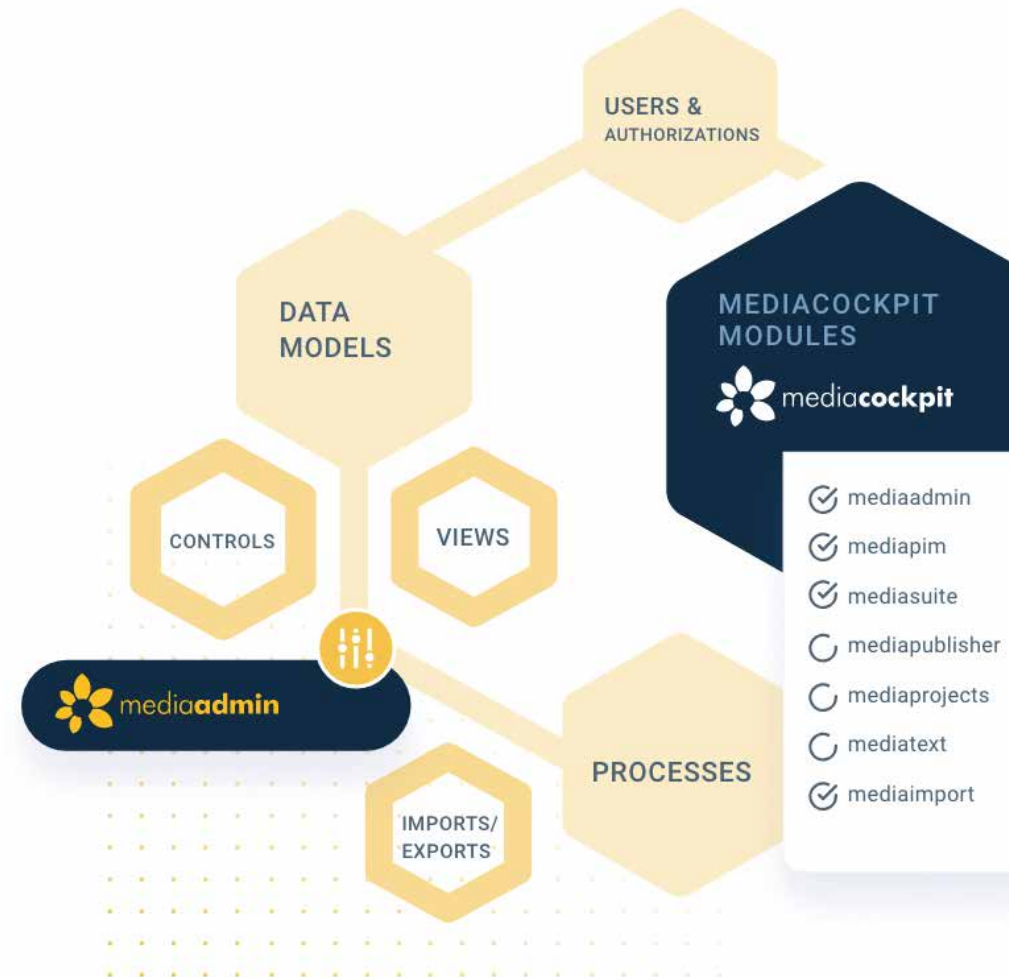 USERS &
AUTHORIZATIONS
DATA
MODELS
MEDIACOCKPIT
MODULES
mediacockpit
CONTROLS
VIEWS
mediaadmin
mediapim
mediasuite
mediapublisher
mediaprojects
mediatext
mediaimport
mediaadmin
PROCESSES
IMPORTS/
EXPORTS